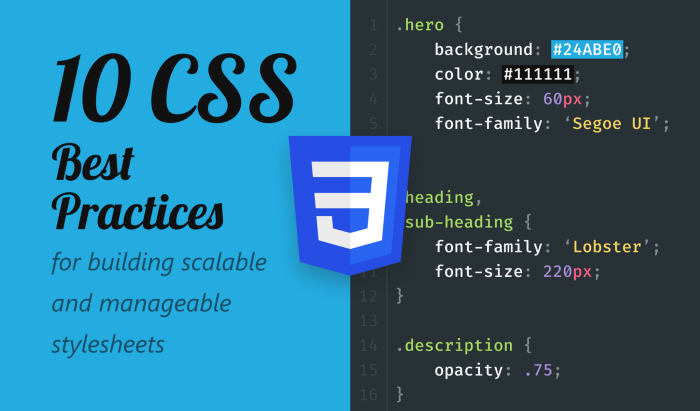 10 CSS
Best
Practices
for building scalable
and manageable
stylesheets
1 .hero {
2 background: #24ABE0;
3 color: #111111;
4 font-size: 60px;
5 font-family: ‘Segoe UI’;
heading,
sub-heading {
font-family: ‘Lobster’;
11 font-size: 220px;
12 }
13
14 .description {
15 opacity: .75;
16 }